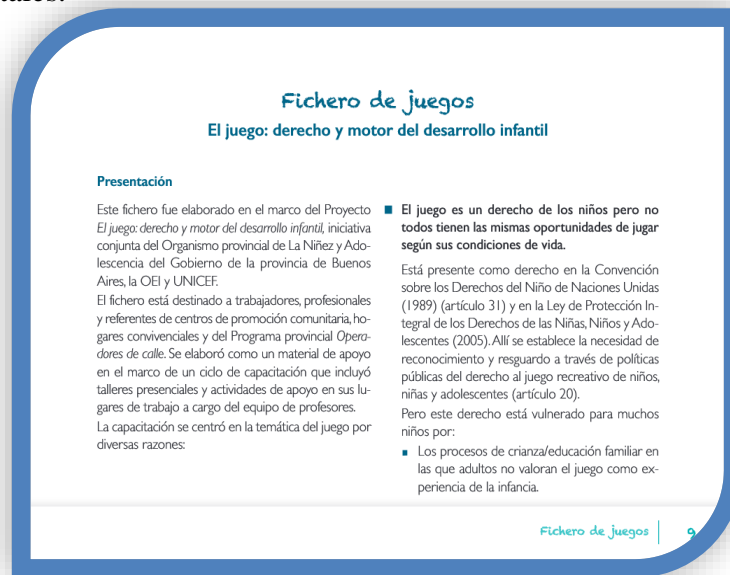 Fichero de juegos
El juego: derecho y motor del desarrollo infantil
Presentación
Este fichero fue elaborado en el marco del Proyecto
El juego: derecho y motor del desarrollo infantil, iniciativa
conjunta del Organismo provincial de La Niñez y Ado-
lescencia del Gobierno de la provincia de Buenos
Aires, la OEI y UNICEF.
El fichero está destinado a trabajadores, profesionales
y referentes de centros de promoción comunitaria, ho-
gares convivenciales y del Programa provincial Opera-
dores de calle. Se elaboró como un material de apoyo
en el marco de un ciclo de capacitación que incluyó
talleres presenciales y actividades de apoyo en sus lu-
gares de trabajo a cargo del equipo de profesores.
La capacitación se centró en la temática del juego por
diversas razones:
■ El juego es un derecho de los niños pero no
todos tienen las mismas oportunidades de jugar
según sus condiciones de vida.
Está presente como derecho en la Convención
sobre los Derechos del Niño de Naciones Unidas
(1989) (artículo 31) y en la Ley de Protección In-
tegral de los Derechos de las Niñas, Niños y Ado-
lescentes (2005). Allí se establece la necesidad de
reconocimiento y resguardo a través de políticas
públicas del derecho al juego recreativo de niños,
niñas y adolescentes (artículo 20).
Pero este derecho está vulnerado para muchos
niños por:
■ Los procesos de crianza/educación familiar en
las que adultos no valoran el juego como ex-
periencia de la infancia.
Fichero de juegos